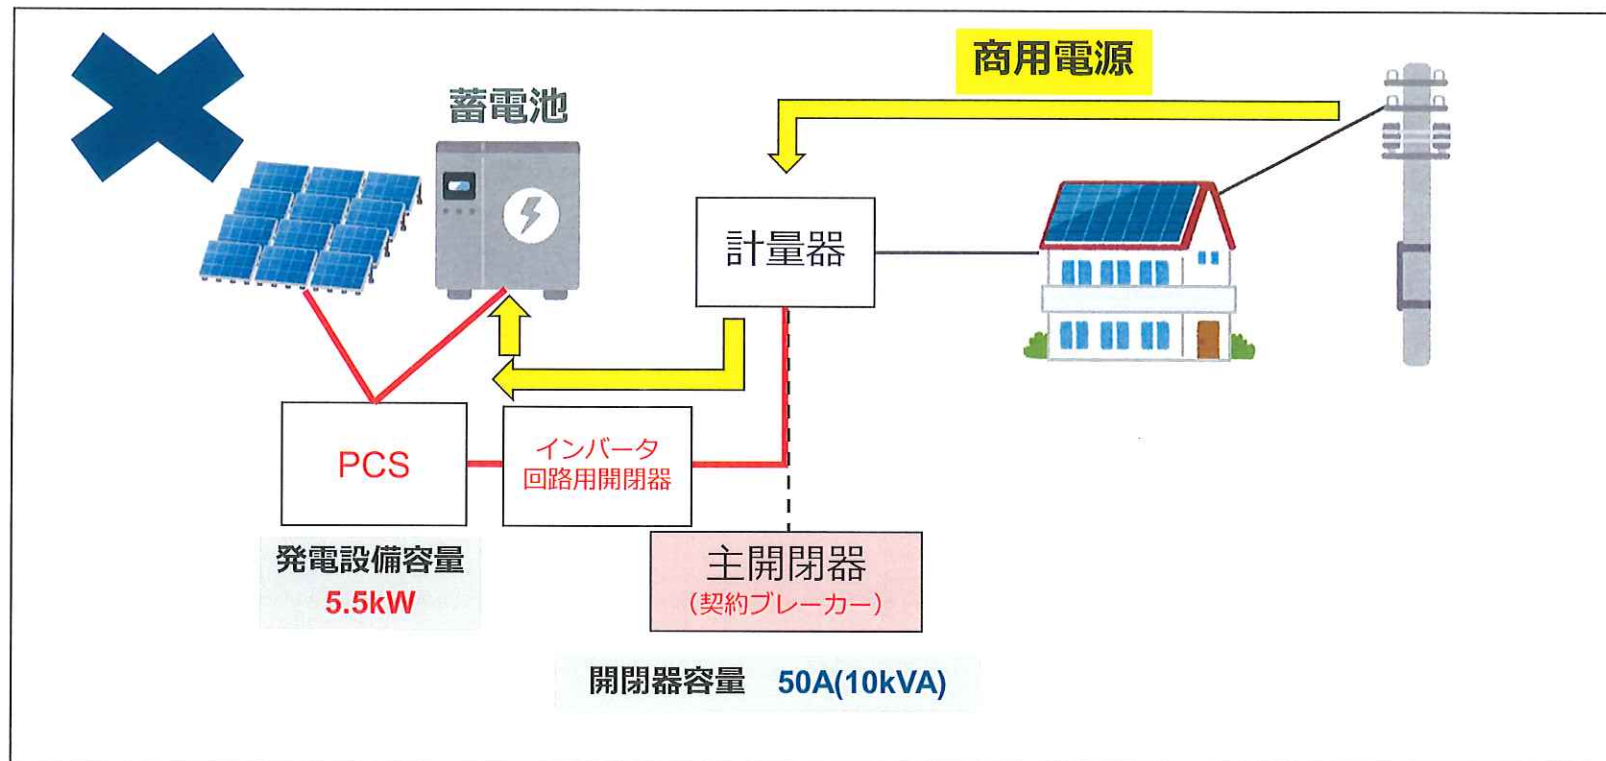 商用電源
蓄電池
計量器
PCS
インバータ
回路用開閉器
発電設備容量
5.5kW
主開閉器
(契約ブレーカー)
開閉器容量 50A(10kVA)